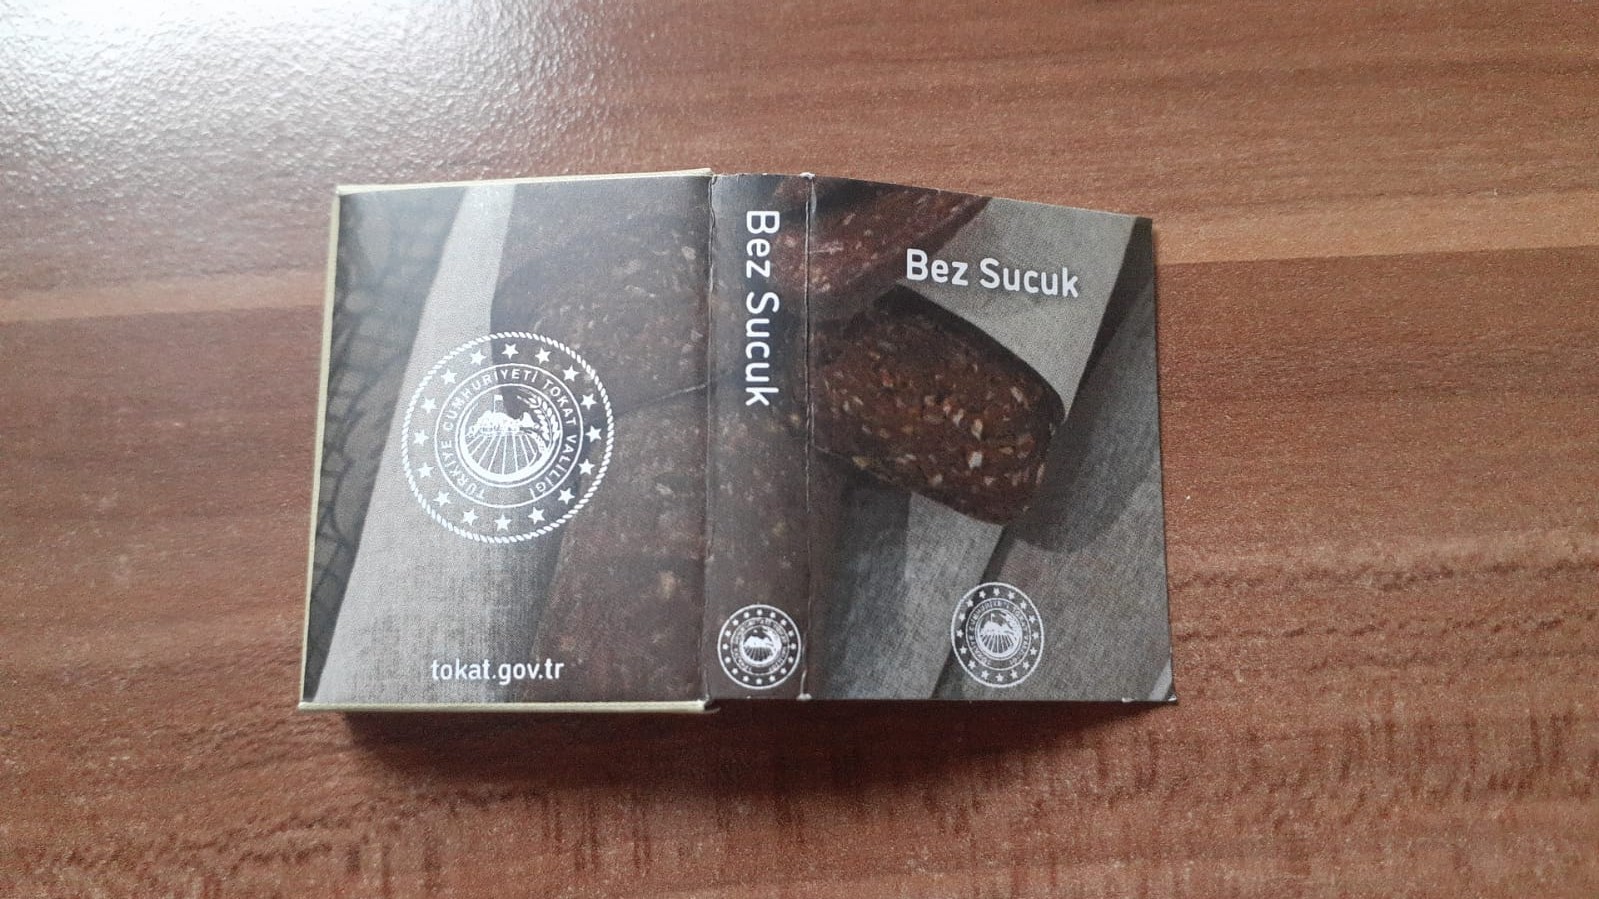 TÜRKİYE CUMHURİYETİ TOKAT VALİLİĞİ
tokat.gov.tr
Bez Sucuk
Bez Sucuk